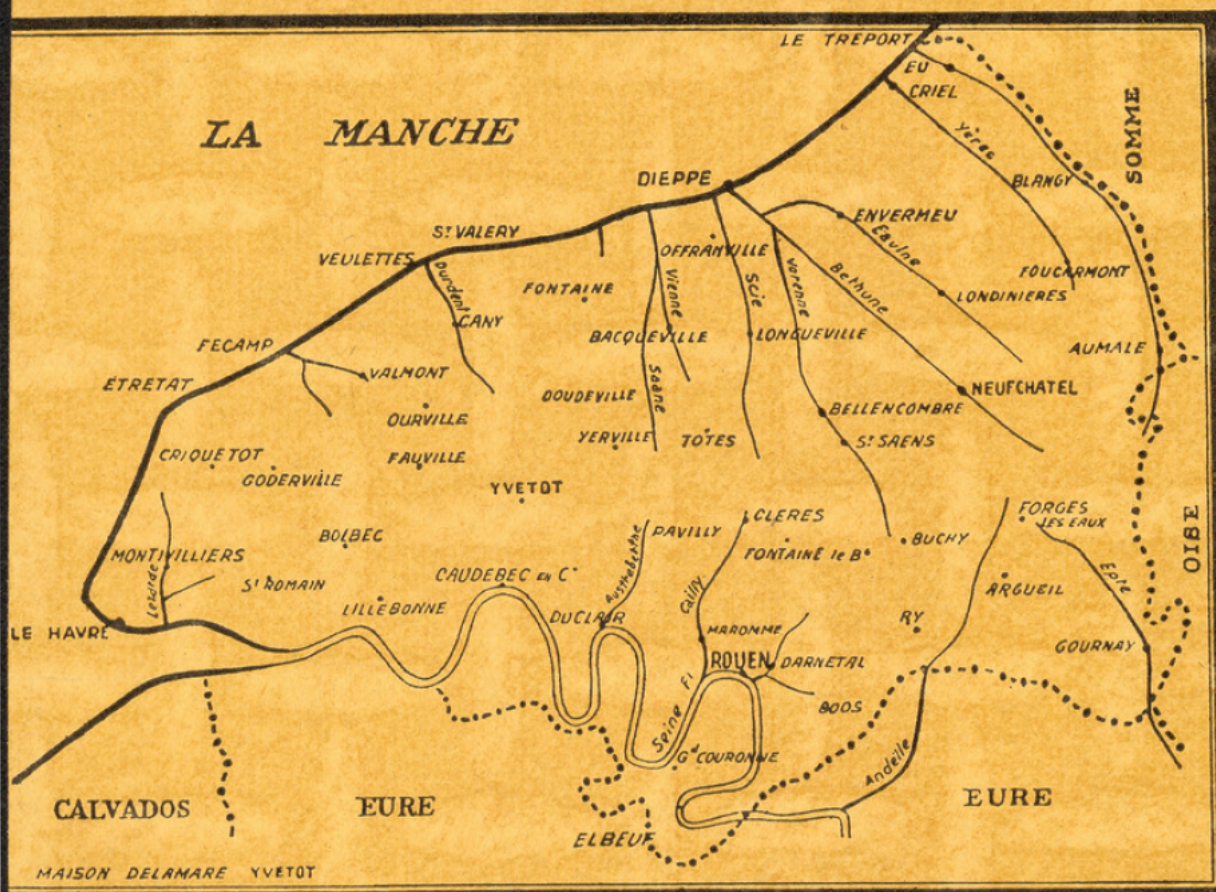 LE TREPORT
EU
CRIEL
SOMME
LA MANCHE
Yères
DIEPPE
BLANGY
ENVERMEU
St VALERY
OFFRANVILLE
Eaulne
VEULETTES
Durdent
FONTAINE
Vienne
Scie
Varenne
Bethune
FOUCARMONT
LONDINIERES
CANY
BACQUEVILLE
LONGUEVILLE
FECAMP
AUMALE
VALMONT
ÉTRETAT
Saâne
NEUFCHATEL
DOUDEVILLE
OURVILLE
BELLENCOMBRE
YERVILLE
TOTES
St SAENS
CRIQUETOT
FAUVILLE
GODERVILLE
YVETOT
CLERES
FORGES
LES EAUX
PAVILLY
BOLBEC
BUCHY
OISE
MONTIVILLIERS
FONTAINE le Bg
Austreberthe
Epte
CAUDEBEC EN Cx
St ROMAIN
Cailly
ARGUEIL
Lezarde
LILLEBONNE
DUCLAIR
RY
LE HAVRE
MAROMME
GOURNAY
ROUEN
DARNETAL
Seine Fl
BOOS
Gd COURONNE
Andelle
CALVADOS
EURE
EURE
ELBEUF
MAISON DELAMARE YVETOT